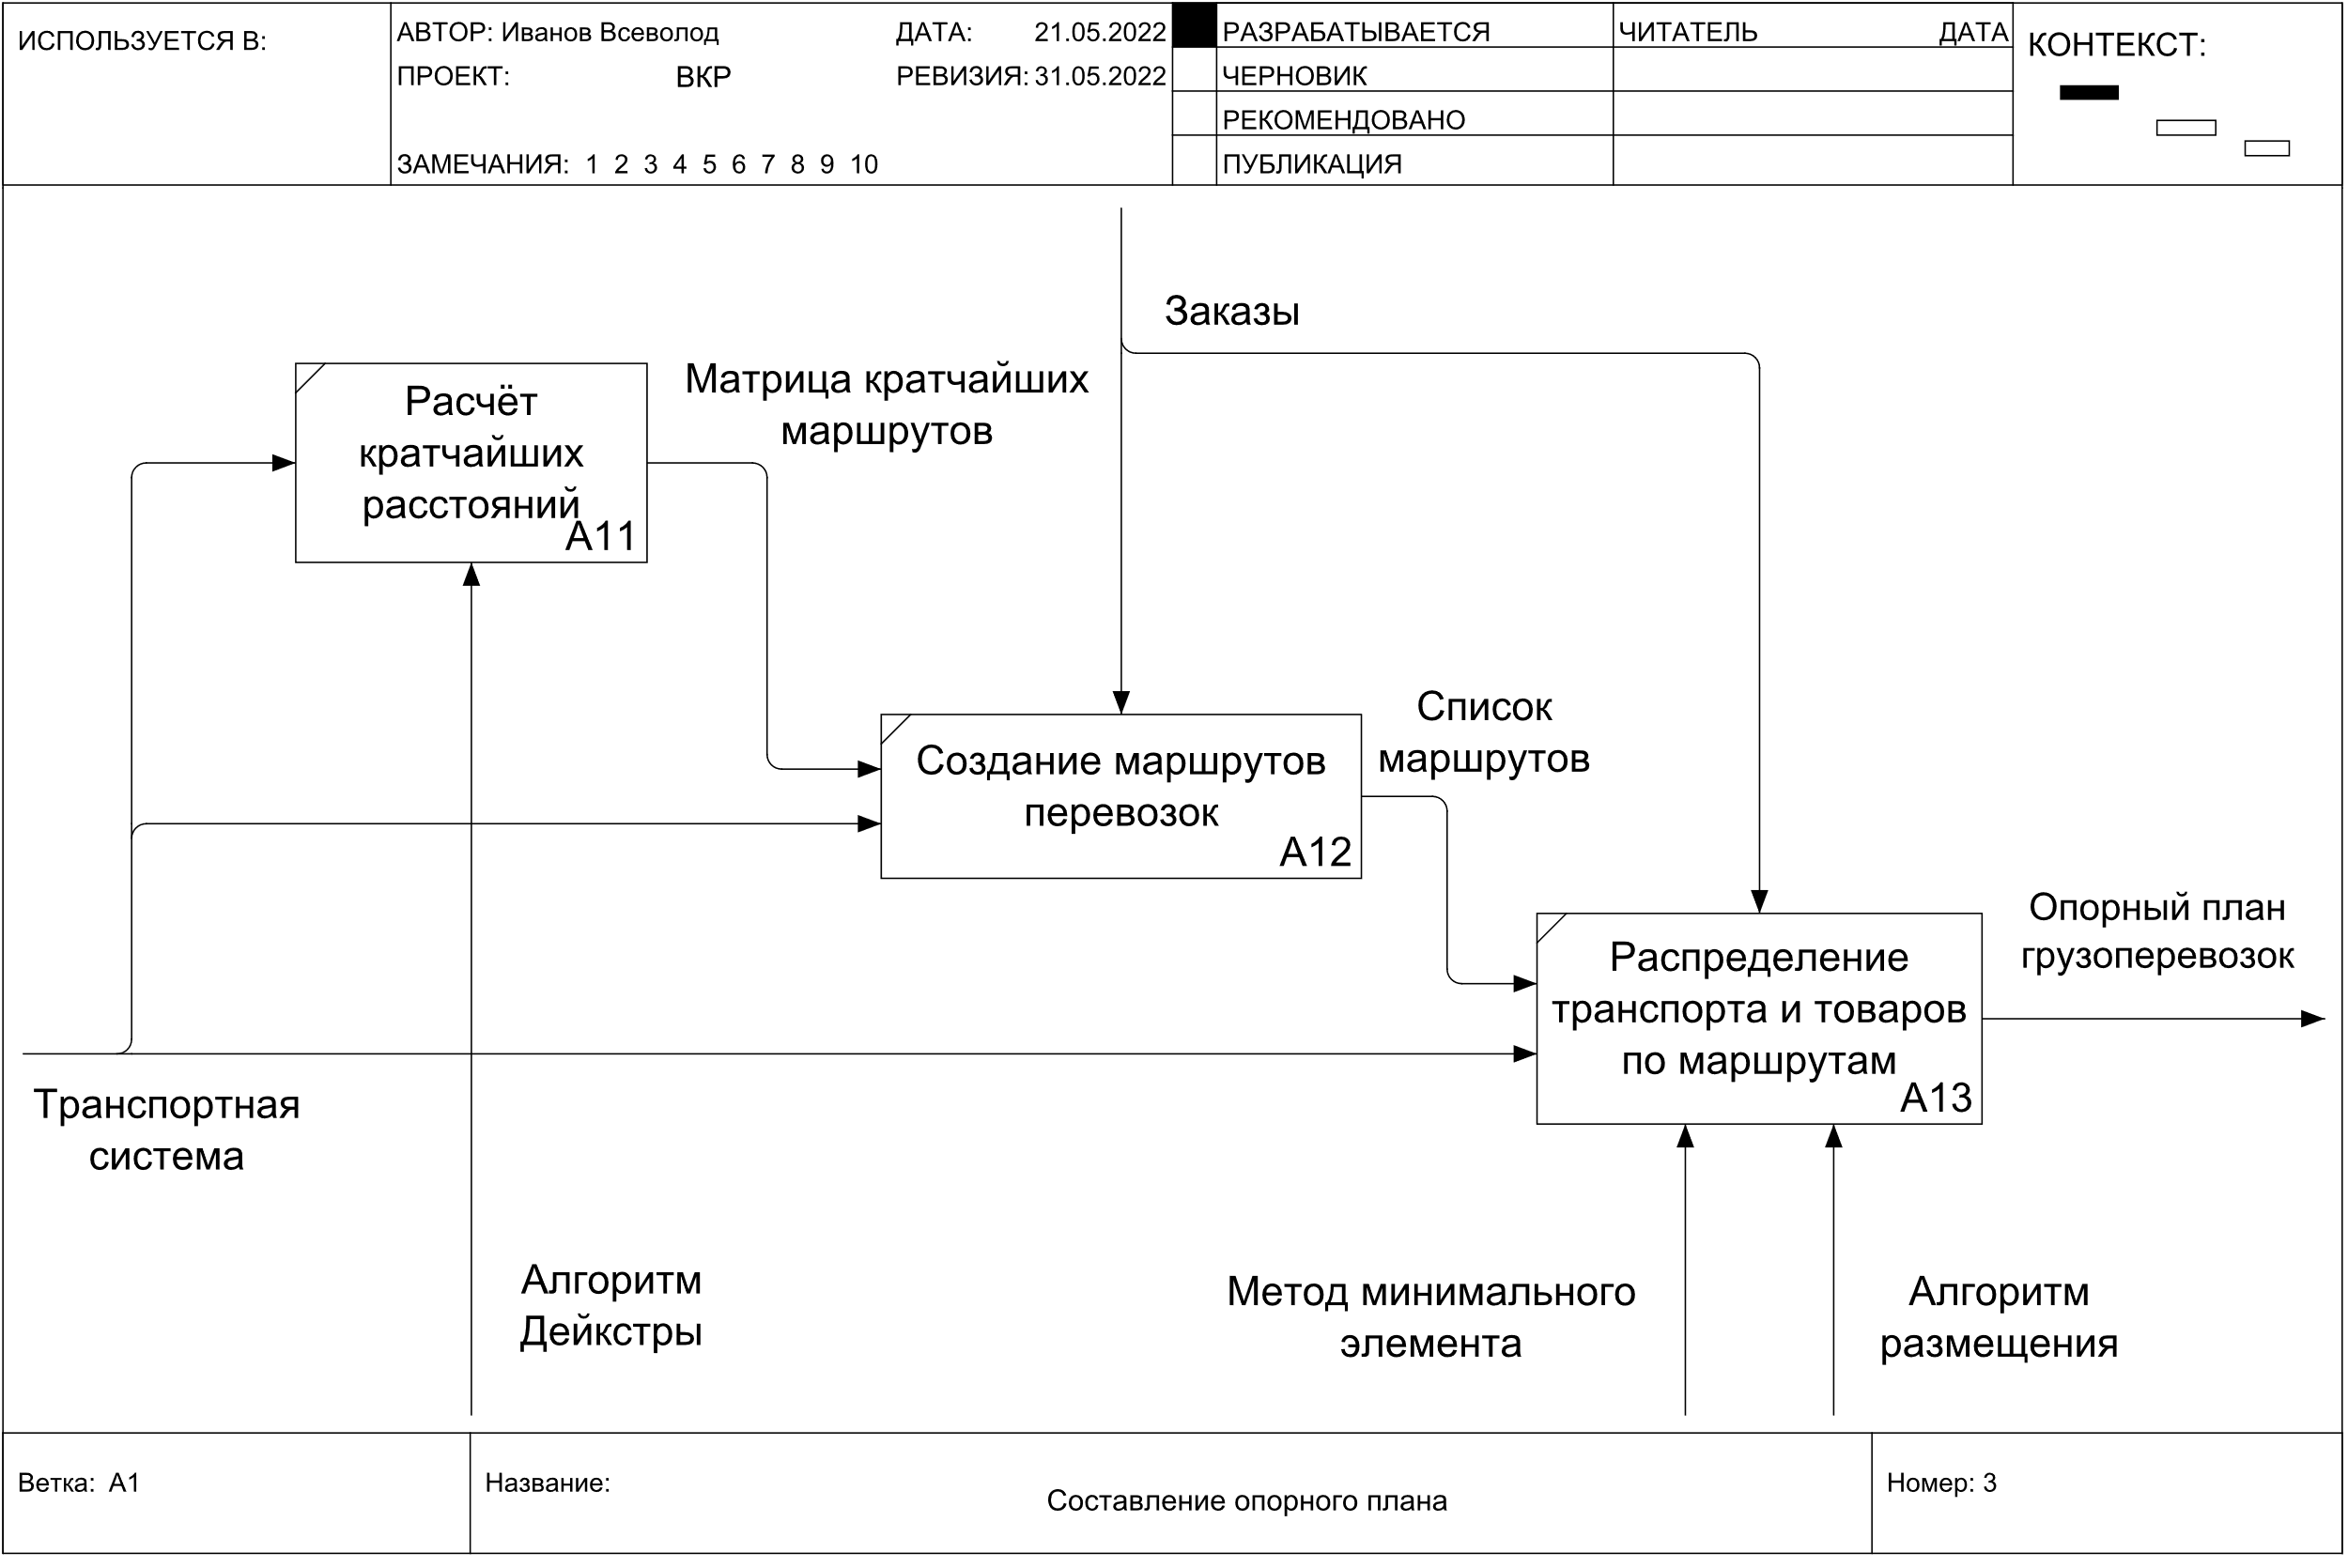 ИСПОЛЬЗУЕТСЯ В:
АВТОР: Иванов Всеволод ДАТА: 21.05.2022
ПРОЕКТ: ВКР РЕВИЗИЯ: 31.05.2022
ЗАМЕЧАНИЯ: 1 2 3 4 5 6 7 8 9 10
РАЗРАБАТЫВАЕТСЯ
ЧЕРНОВИК
РЕКОМЕНДОВАНО
ПУБЛИКАЦИЯ
ЧИТАТЕЛЬ ДАТА
КОНТЕКСТ:
Заказы
Расчёт
кратчайших
расстояний
A11
Матрица кратчайших
маршрутов
Создание маршрутов
перевозок
A12
Список
маршрутов
Распределение
транспорта и товаров
по маршрутам
A13
Опорный план
грузоперевозок
Транспортная
система
Алгоритм
Дейкстры
Метод минимального
элемента
Алгоритм
размещения
Ветка: A1
Название:
Составление опорного плана
Номер: 3